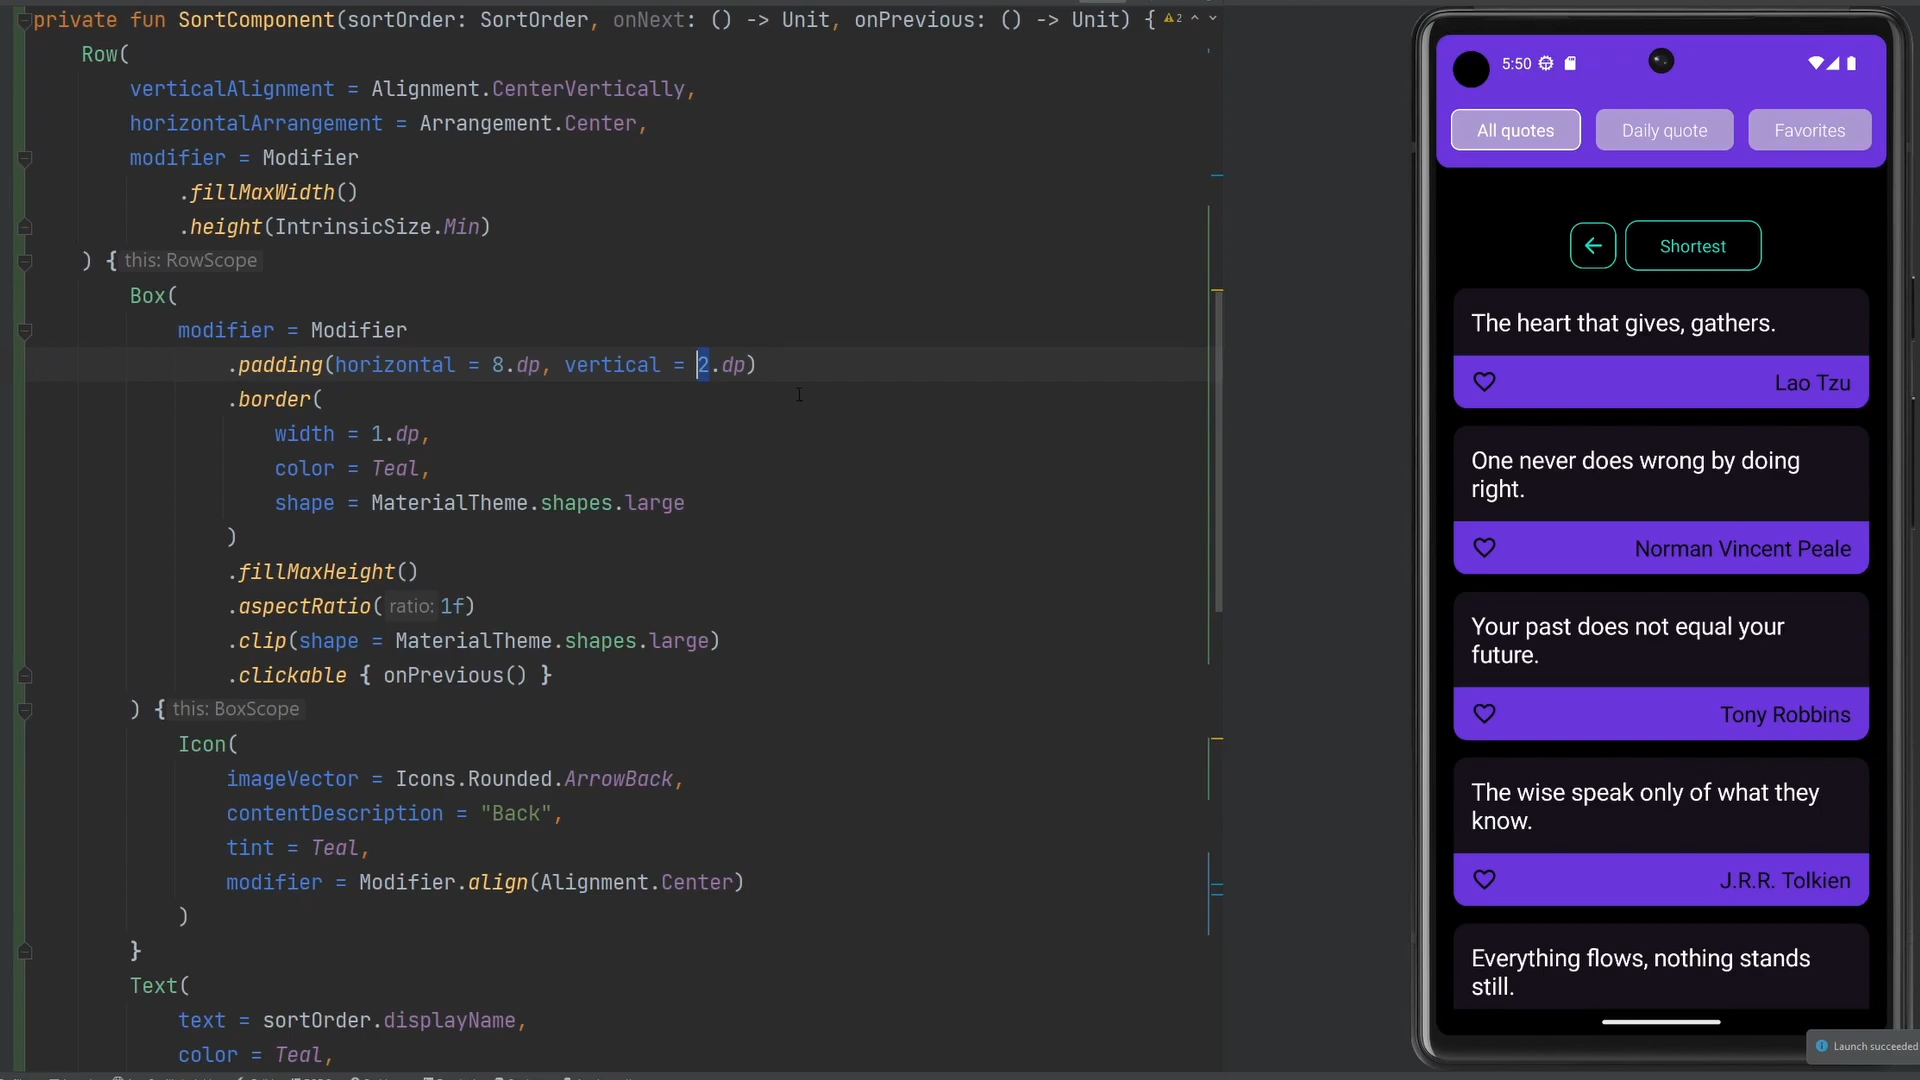 private fun SortComponent(sortOrder: SortOrder, onNext: () -> Unit, onPrevious: () -> Unit) {
2
Row(
verticalAlignment = Alignment.CenterVertically,
horizontalArrangement = Arrangement.Center,
modifier = Modifier
.fillMaxWidth()
.height(IntrinsicSize.Min)
) { this: RowScope
Box(
modifier = Modifier
.padding(horizontal = 8.dp, vertical = 2.dp)
.border(
width = 1.dp,
color = Teal,
shape = MaterialTheme.shapes.large
)
.fillMaxHeight()
.aspectRatio( ratio: 1f)
.clip(shape = MaterialTheme.shapes.large)
.clickable { onPrevious() }
) { this: BoxScope
Icon(
imageVector = Icons.Rounded.ArrowBack,
contentDescription = "Back",
tint = Teal,
modifier = Modifier.align(Alignment.Center)
)
}
Text(
text = sortOrder.displayName,
color = Teal,
5:50
All quotes
Daily quote
Favorites
Shortest
The heart that gives, gathers.
Lao Tzu
One never does wrong by doing
right.
Norman Vincent Peale
Your past does not equal your
future.
Tony Robbins
The wise speak only of what they
know.
J.R.R. Tolkien
Everything flows, nothing stands
still.
Launch succeeded